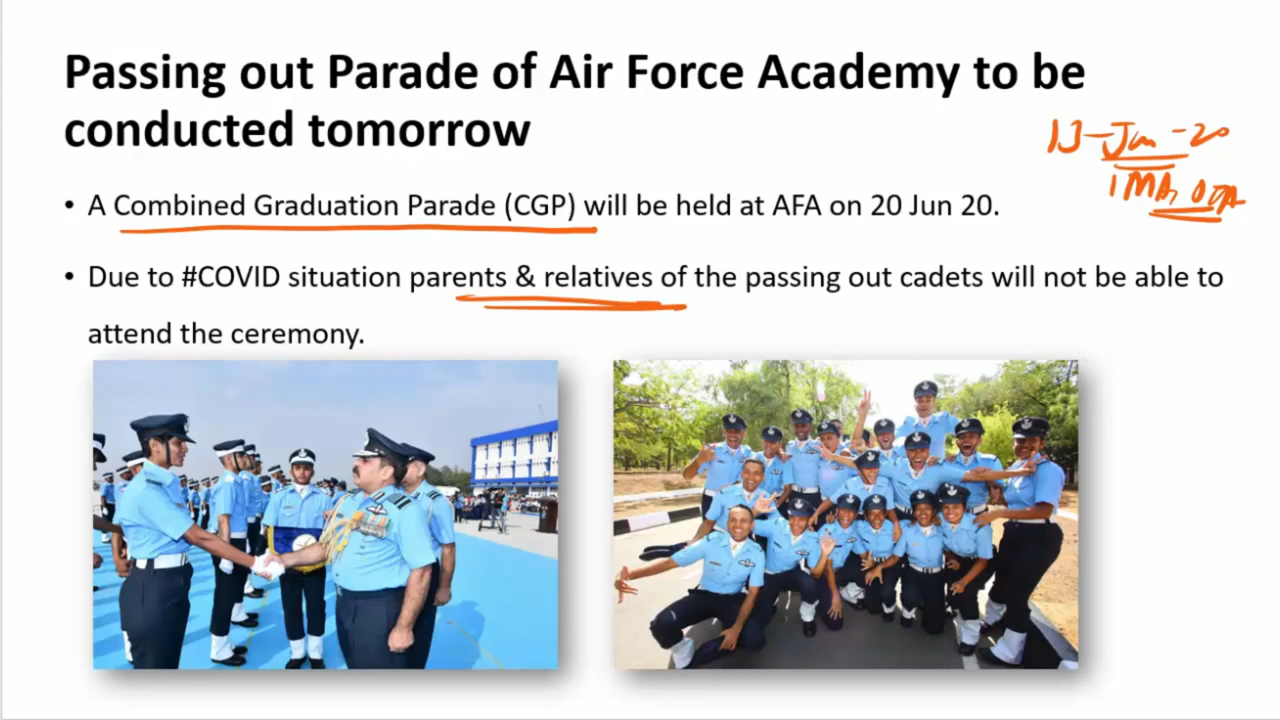 Passing out Parade of Air Force Academy to be
conducted tomorrow
13-Jun-20
IMA, OTA
• A Combined Graduation Parade (CGP) will be held at AFA on 20 Jun 20.
• Due to #COVID situation parents & relatives of the passing out cadets will not be able to
attend the ceremony.